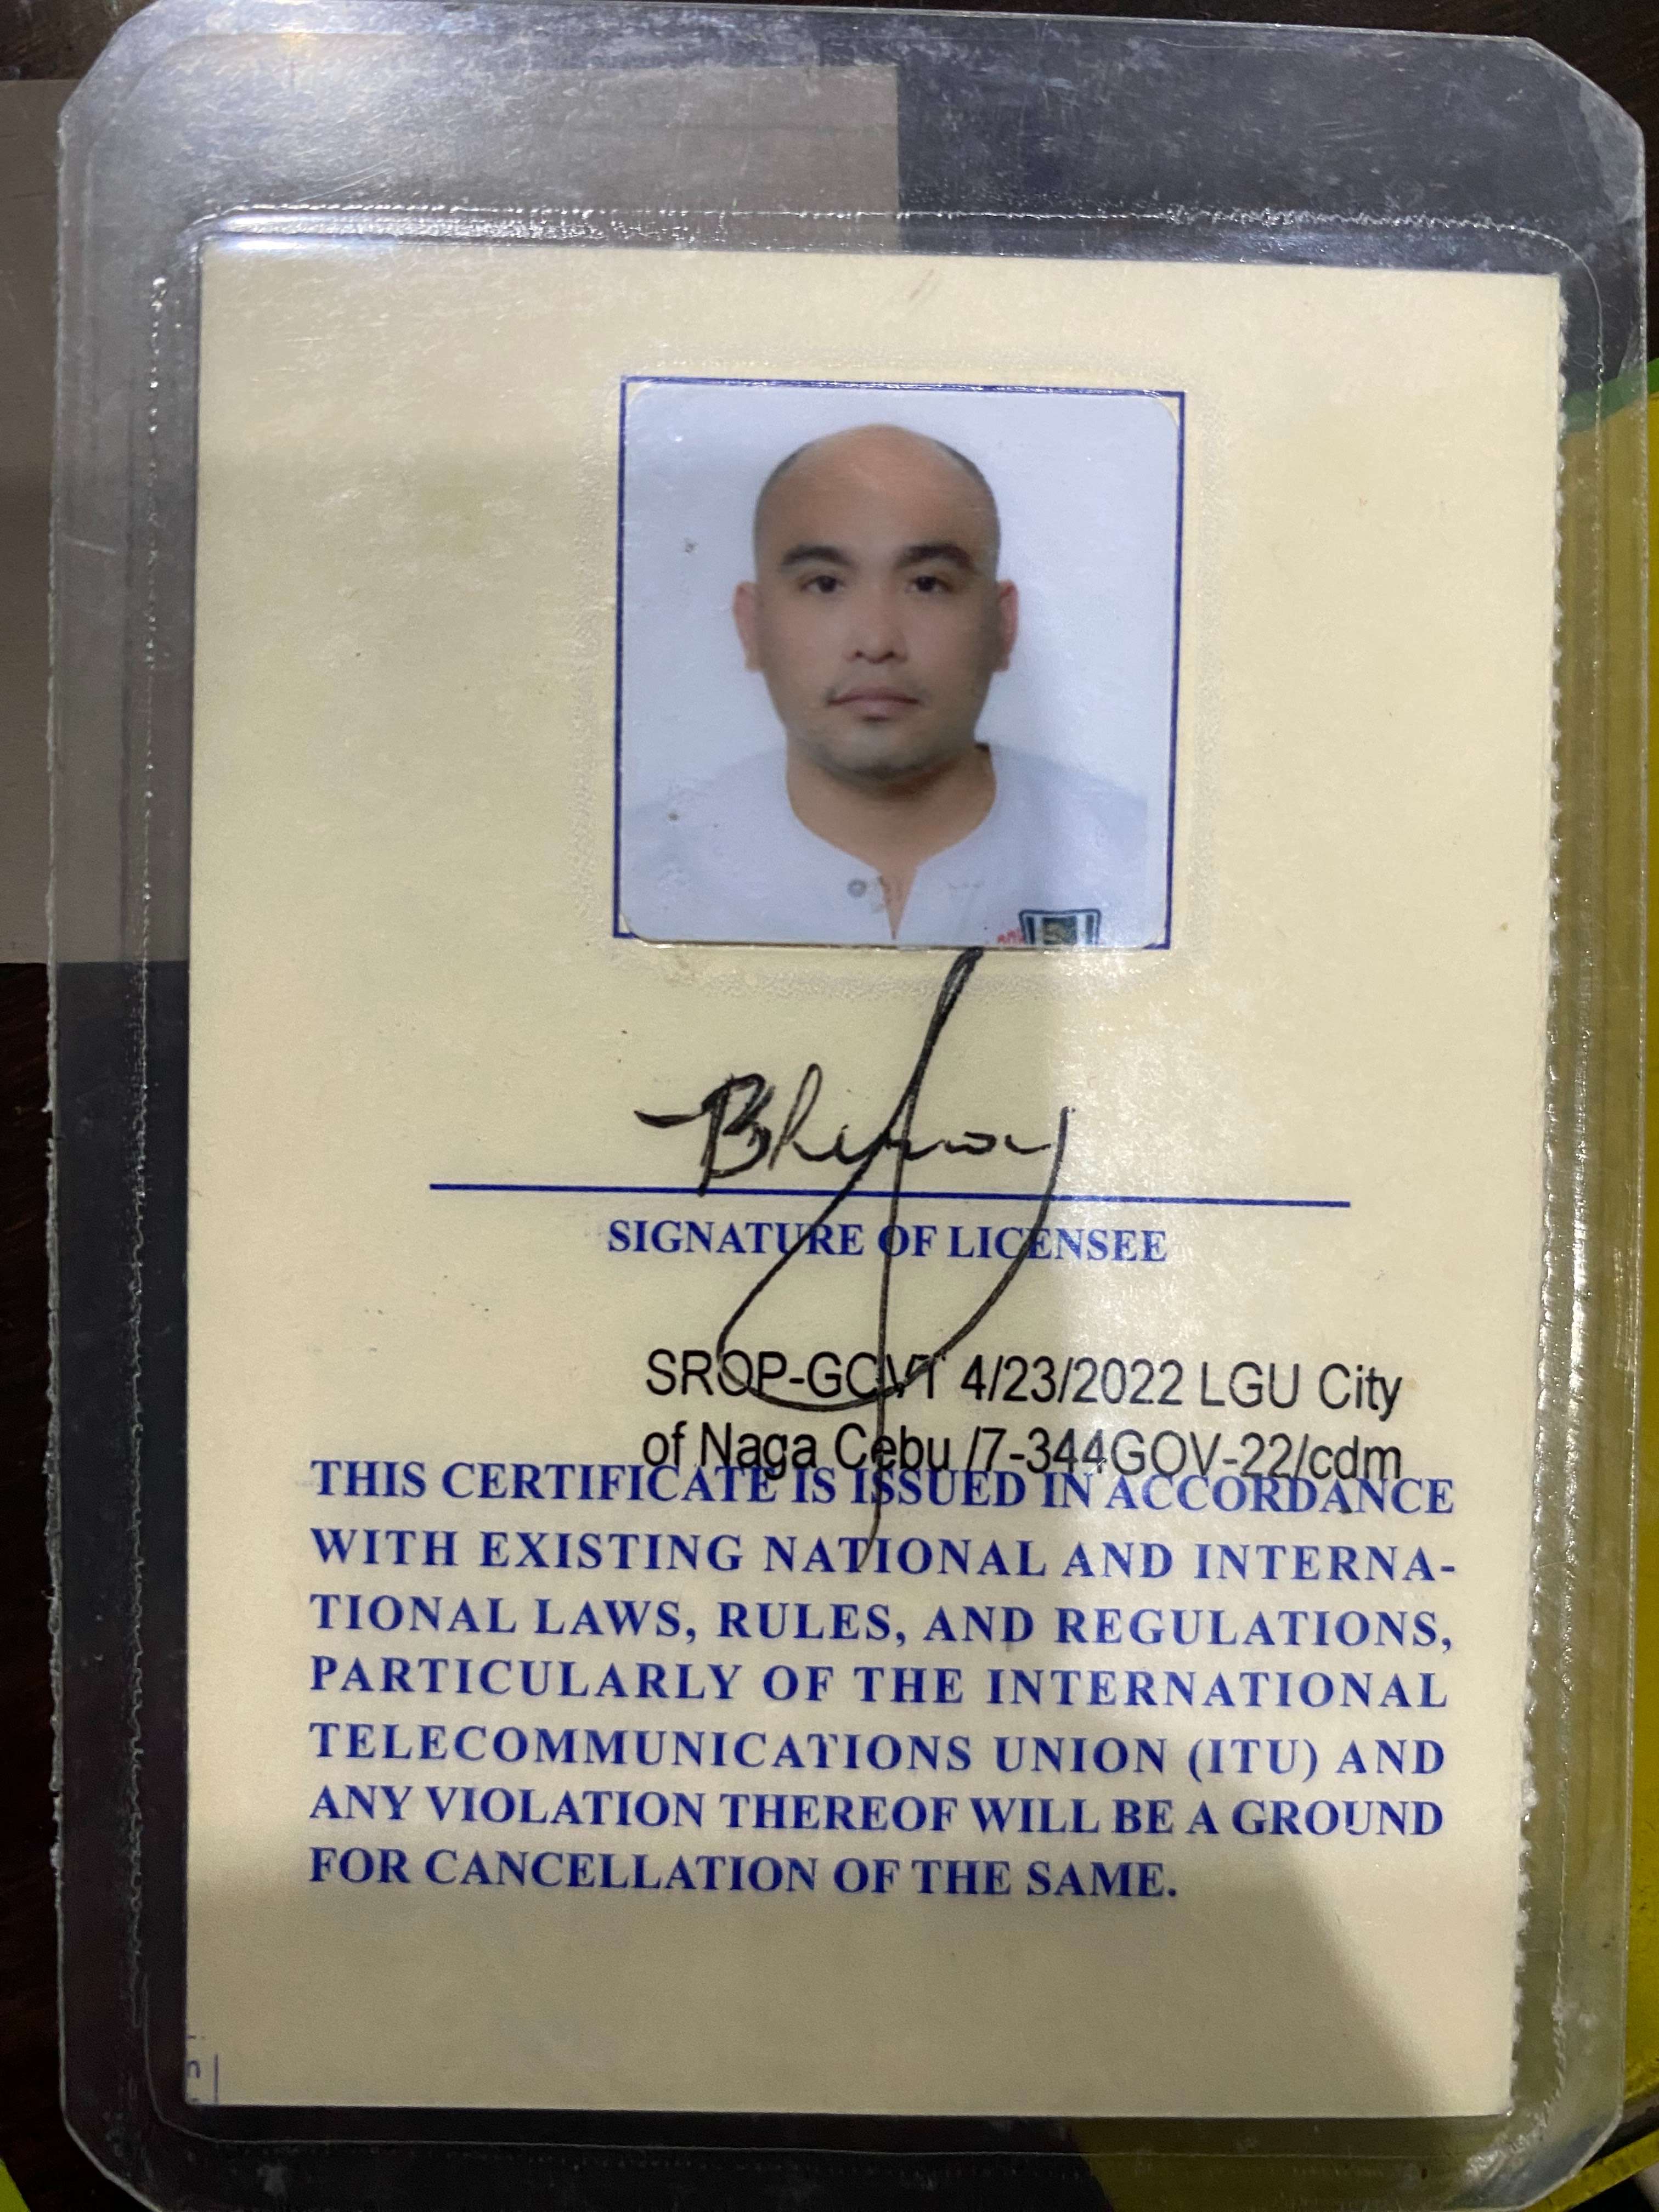 SIGNATURE OF LICENSEE
SROP-GOVT 4/23/2022 LGU City
of Naga Cebu /7-344GOV-22/cdm
THIS CERTIFICATE IS ISSUED IN ACCORDANCE
WITH EXISTING NATIONAL AND INTERNA-
TIONAL LAWS, RULES, AND REGULATIONS,
PARTICULARLY OF THE INTERNATIONAL
TELECOMMUNICATIONS UNION (ITU) AND
ANY VIOLATION THEREOF WILL BE A GROUND
FOR CANCELLATION OF THE SAME.